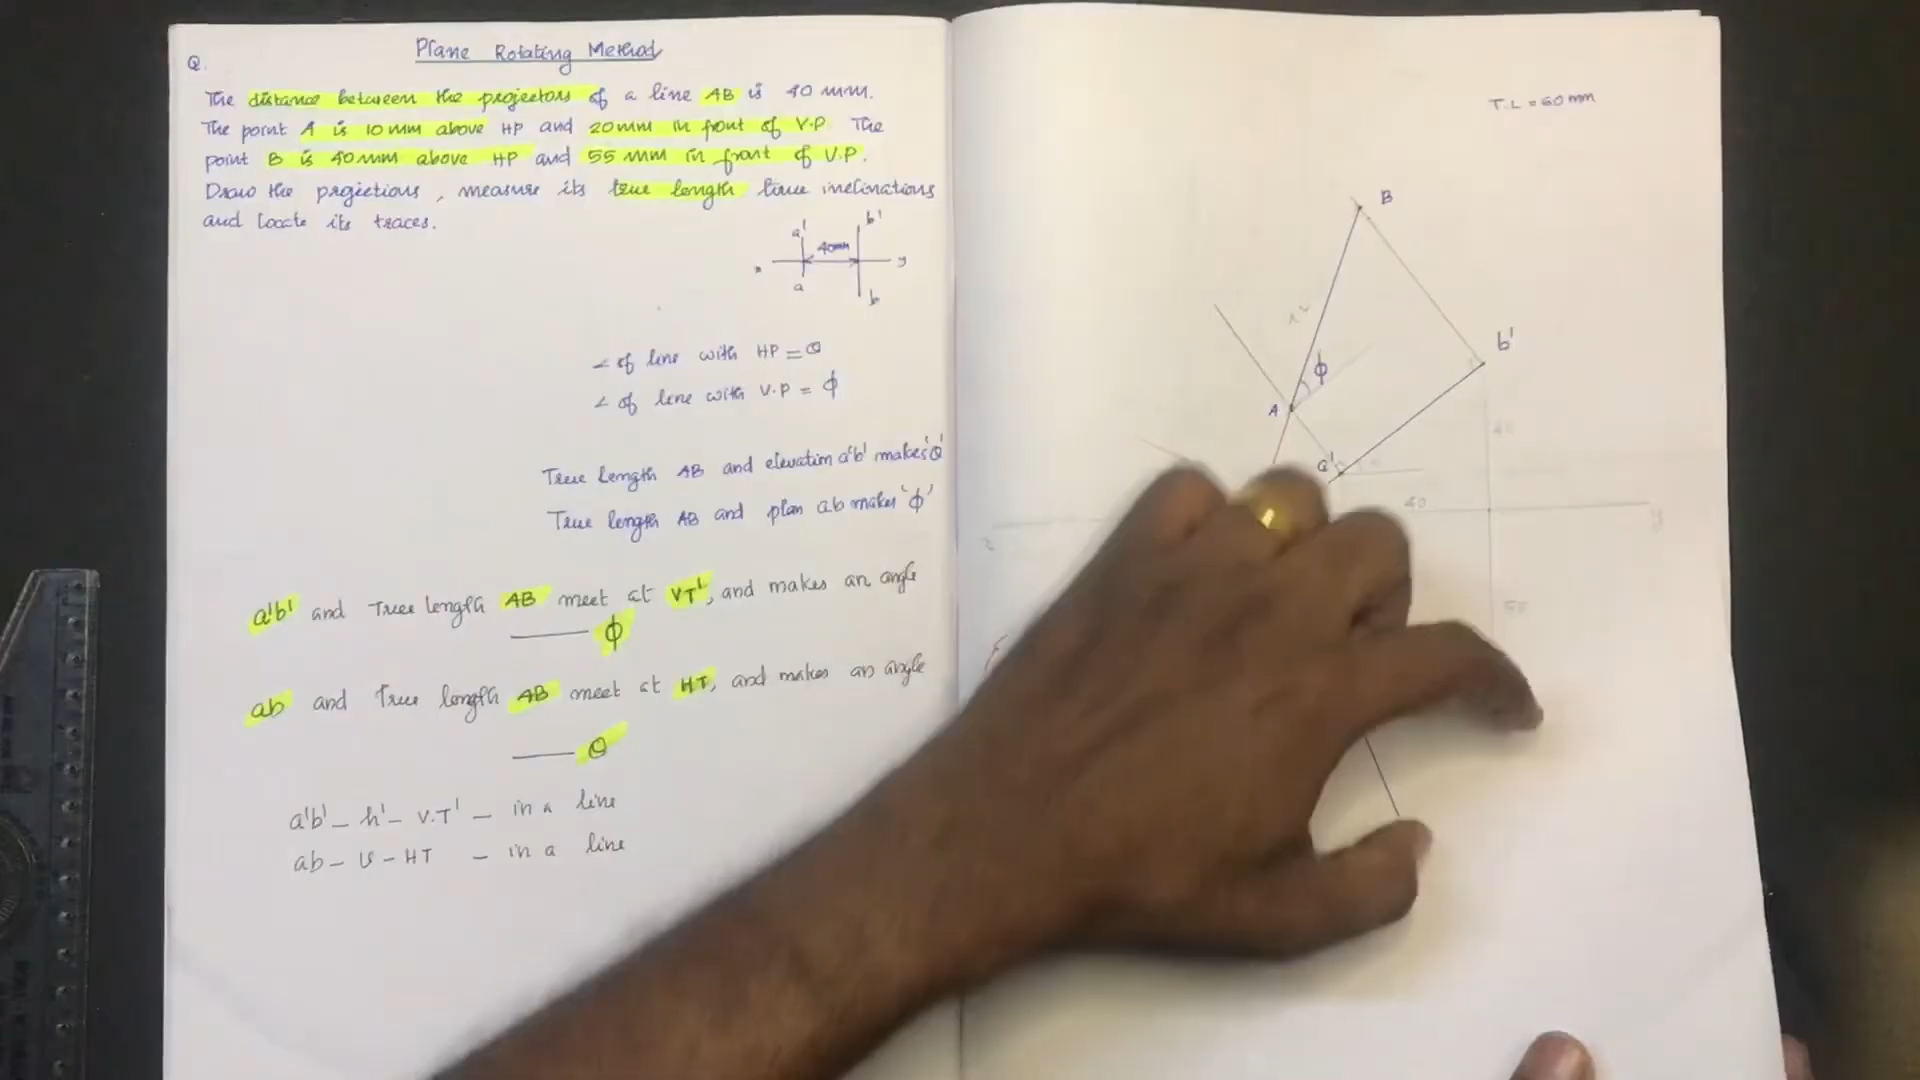 Plane Rotating Method
Q.
The distance between the projectors of a line AB is 40 mm.
The point A is 10 mm above HP and 20mm in front of V.P. The
point B is 40 mm above HP and 55 mm in front of V.P.
Draw the projections, measure its true length true inclinations
and locate its traces.
a' b'
40mm
x y
a b
∠ of line with HP = θ
∠ of line with V.P = ϕ
True Length AB and elevation a'b' makes 'θ'
True length AB and plan ab makes 'ϕ'
a'b' and True length AB meet at VT', and makes an angle
ϕ
ab and True length AB meet at HT, and makes an angle
θ
a'b' – h' – V.T' – in a line
ab – v – HT – in a line
T.L = 60 mm
B
b'
ϕ
A
40
a'
40
x y
55